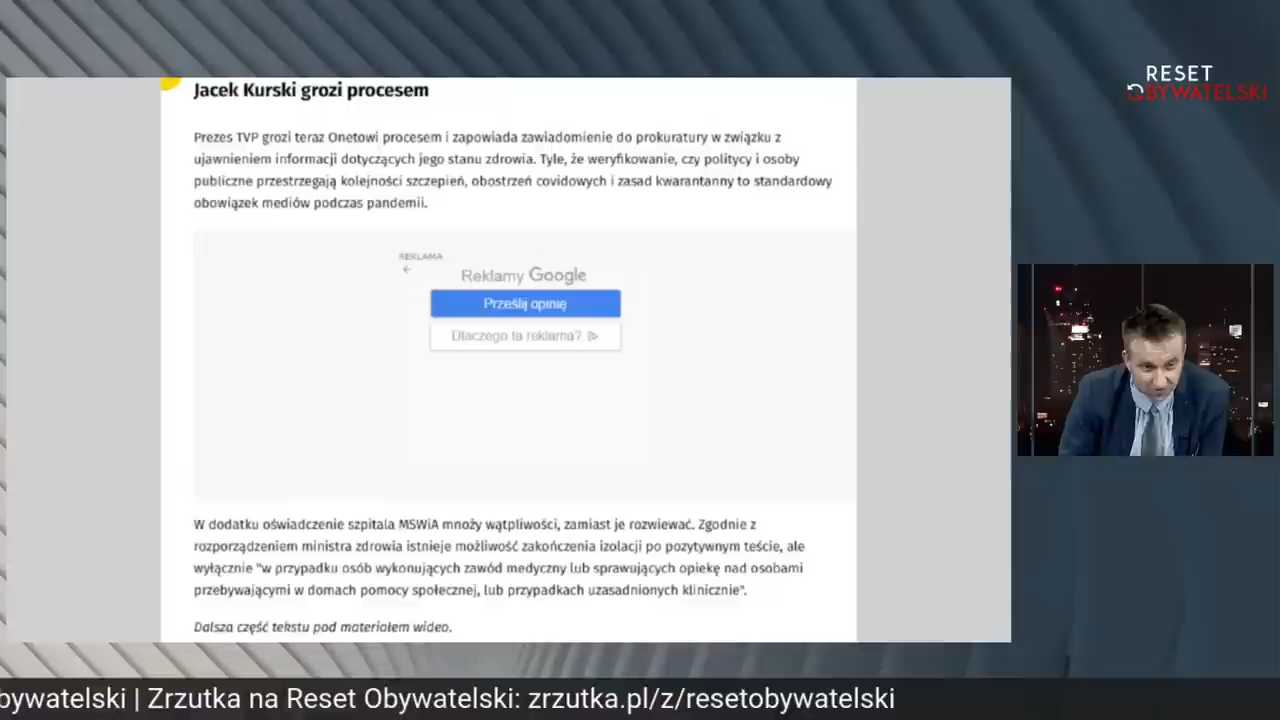 Jacek Kurski grozi procesem
Prezes TVP grozi teraz Onetowi procesem i zapowiada zawiadomienie do prokuratury w związku z
ujawnieniem informacji dotyczących jego stanu zdrowia. Tyle, że weryfikowanie, czy politycy i osoby
publiczne przestrzegają kolejności szczepień, obostrzeń covidowych i zasad kwarantanny to standardowy
obowiązek mediów podczas pandemii.
REKLAMA
Reklamy Google
Prześlij opinię
Dlaczego ta reklama?
W dodatku oświadczenie szpitala MSWiA mnoży wątpliwości, zamiast je rozwiewać. Zgodnie z
rozporządzeniem ministra zdrowia istnieje możliwość zakończenia izolacji po pozytywnym teście, ale
wyłącznie "w przypadku osób wykonujących zawód medyczny lub sprawujących opiekę nad osobami
przebywającymi w domach pomocy społecznej, lub przypadkach uzasadnionych klinicznie".
Dalsza część tekstu pod materiałem wideo.
RESET
OBYWATELSKI
bywatelski | Zrzutka na Reset Obywatelski: zrzutka.pl/z/resetobywatelski